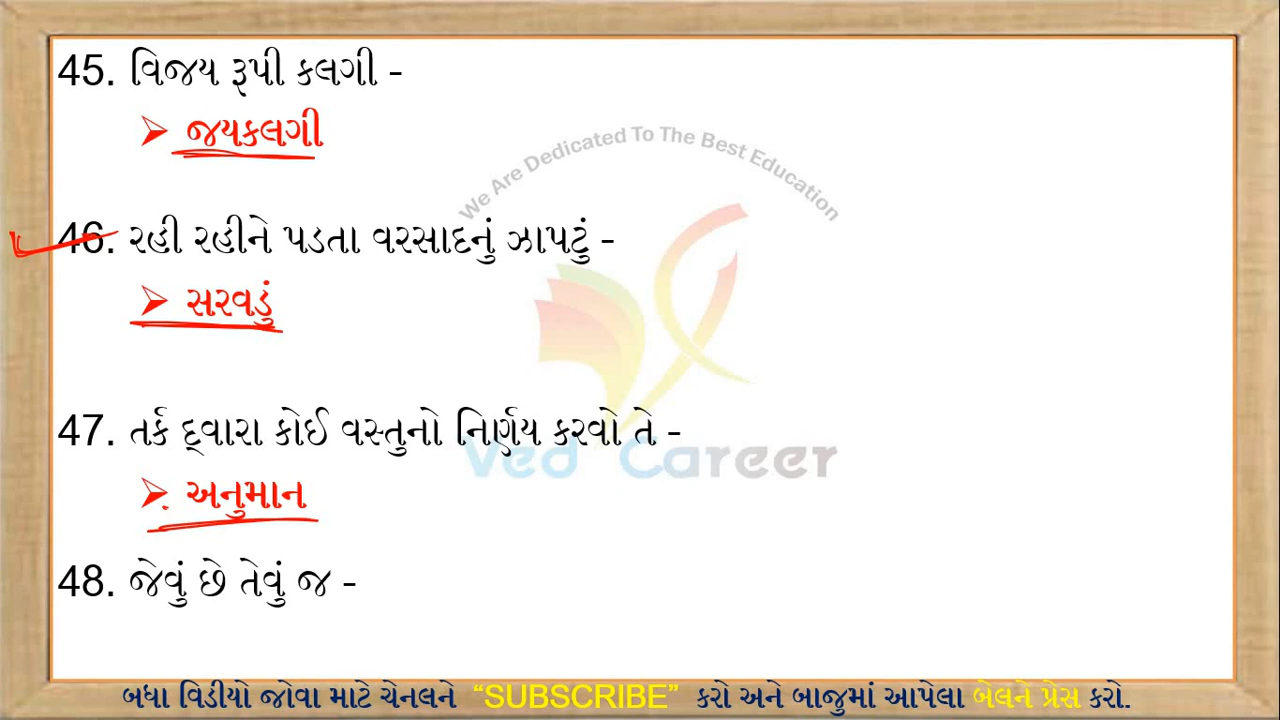 45. વિજય રૂપી કલગી -
➢ જયકલગી
We Are Dedicated To The Best Education
46. રહી રહીને પડતા વરસાદનું ઝાપટું -
➢ સરવડું
47. તર્ક દ્વારા કોઈ વસ્તુનો નિર્ણય કરવો તે -
Ved Career
➢ અનુમાન
48. જેવું છે તેવું જ -
બધા વિડીયો જોવા માટે ચેનલને “SUBSCRIBE” કરો અને બાજુમાં આપેલા બેલને પ્રેસ કરો.